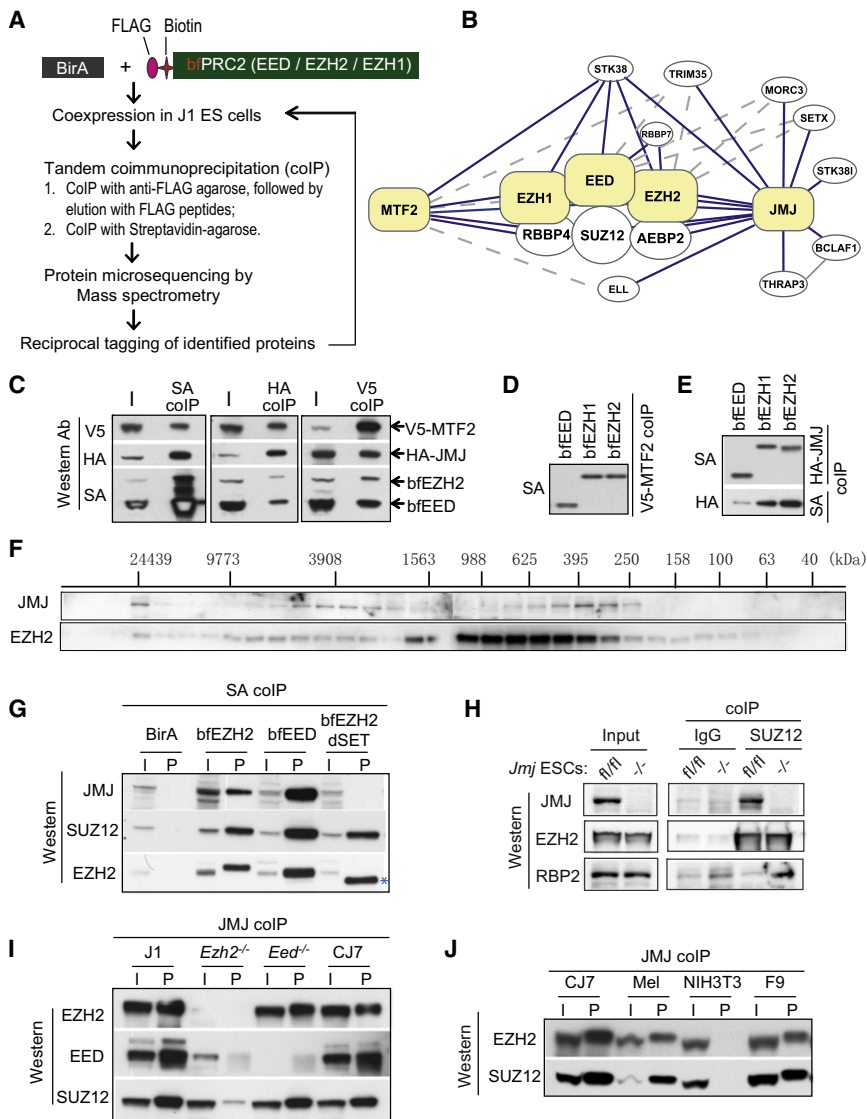 A
FLAG Biotin
BirA + bfPRC2 (EED / EZH2 / EZH1)
Coexpression in J1 ES cells
Tandem coimmunoprecipitation (coIP)
1. CoIP with anti-FLAG agarose, followed by
elution with FLAG peptides;
2. CoIP with Streptavidin-agarose.
Protein microsequencing by
Mass spectrometry
Reciprocal tagging of identified proteins
B
STK38
TRIM35
MORC3
SETX
RBBP7
STK38l
EED
EZH1
EZH2
MTF2
JMJ
RBBP4
SUZ12
AEBP2
BCLAF1
ELL
THRAP3
C
I SA coIP I HA coIP I V5 coIP
Western Ab
V5
HA
SA
V5-MTF2
HA-JMJ
bfEZH2
bfEED
D
bfEED bfEZH1 bfEZH2
SA
V5-MTF2 coIP
E
bfEED bfEZH1 bfEZH2
SA
HA
HA-JMJ
SA
coIP
F
24439 9773 3908 1563 988 625 395 250 158 100 63 40 (kDa)
JMJ
EZH2
G
SA coIP
BirA bfEZH2 bfEED bfEZH2
dSET
I P I P I P I P
Western
JMJ
SUZ12
EZH2
*
H
coIP
Input IgG SUZ12
Jmj ESCs: fl/fl -/- fl/fl -/- fl/fl -/-
Western
JMJ
EZH2
RBP2
I
JMJ coIP
J1 Ezh2-/- Eed-/- CJ7
I P I P I P I P
Western
EZH2
EED
SUZ12
J
JMJ coIP
CJ7 Mel NIH3T3 F9
I P I P I P I P
Western
EZH2
SUZ12